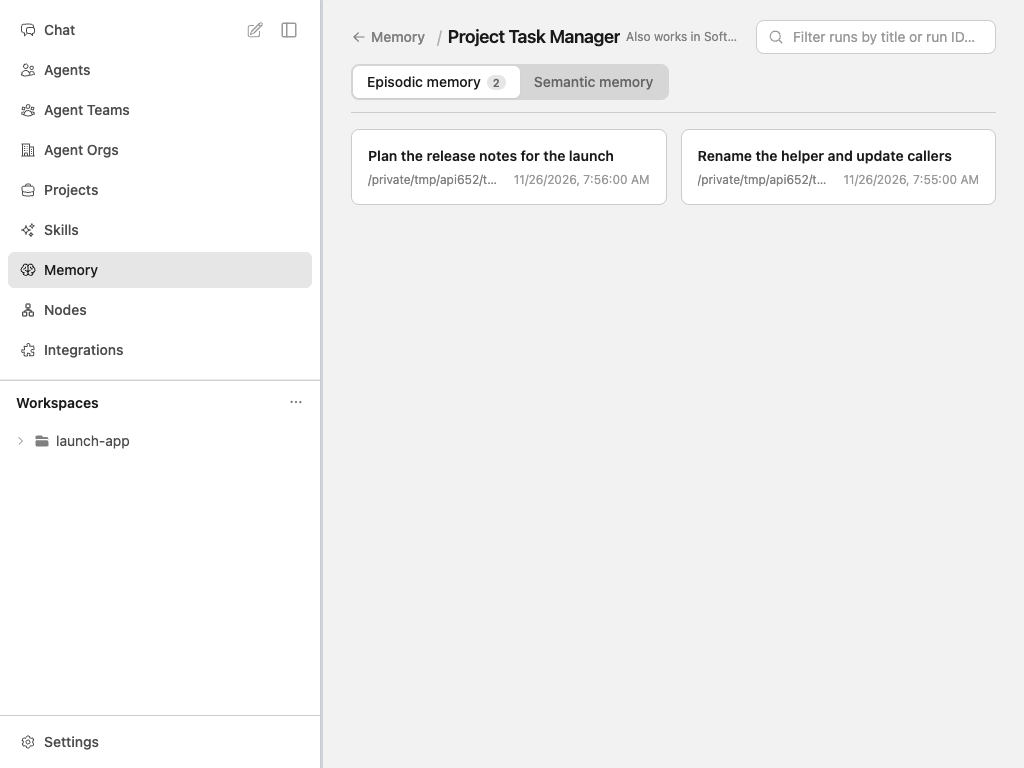 Chat
Agents
Agent Teams
Agent Orgs
Projects
Skills
Memory
Nodes
Integrations
Workspaces
launch-app
Settings
Memory / Project Task Manager Also works in Soft...
Filter runs by title or run ID...
Episodic memory 2
Semantic memory
Plan the release notes for the launch
/private/tmp/api652/t... 11/26/2026, 7:56:00 AM
Rename the helper and update callers
/private/tmp/api652/t... 11/26/2026, 7:55:00 AM